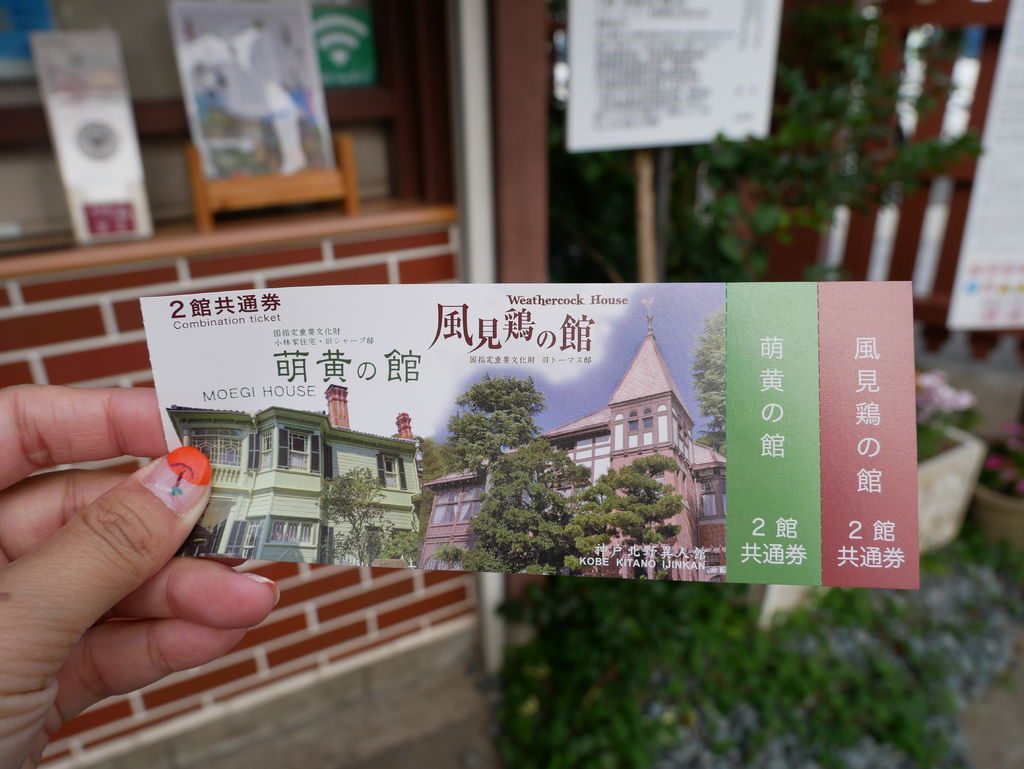 2館共通券
Combination ticket
国指定重要文化財
小林家住宅・旧シャープ邸
萌黄の館
MOEGI HOUSE
Weathercock House
風見鶏の館
国指定重要文化財 旧トーマス邸
神戸北野異人館
KOBE KITANO IJINKAN
萌黄の館
2館
共通券
風見鶏の館
2館
共通券